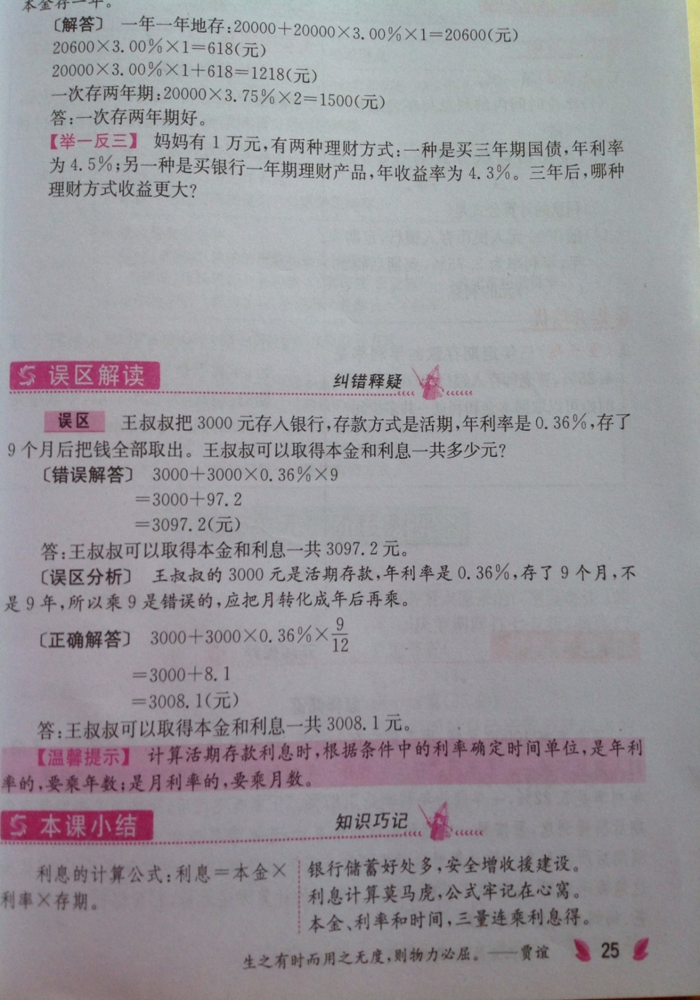 本金存一年。
〔解答〕 一年一年地存:20000+20000×3.00%×1=20600(元)
20600×3.00%×1=618(元)
20000×3.00%×1+618=1218(元)
一次存两年期:20000×3.75%×2=1500(元)
答:一次存两年期好。
【举一反三】 妈妈有1万元,有两种理财方式:一种是买三年期国债,年利率
为4.5%;另一种是买银行一年期理财产品,年收益率为4.3%。三年后,哪种
理财方式收益更大?
误区解读 纠错释疑
误区 王叔叔把3000元存入银行,存款方式是活期,年利率是0.36%,存了
9个月后把钱全部取出。王叔叔可以取得本金和利息一共多少元?
〔错误解答〕 3000+3000×0.36%×9
=3000+97.2
=3097.2(元)
答:王叔叔可以取得本金和利息一共3097.2元。
〔误区分析〕 王叔叔的3000元是活期存款,年利率是0.36%,存了9个月,不
是9年,所以乘9是错误的,应把月转化成年后再乘。
〔正确解答〕 3000+3000×0.36%×9/12
=3000+8.1
=3008.1(元)
答:王叔叔可以取得本金和利息一共3008.1元。
【温馨提示】 计算活期存款利息时,根据条件中的利率确定时间单位,是年利
率的,要乘年数;是月利率的,要乘月数。
本课小结 知识巧记
利息的计算公式:利息=本金×
利率×存期。
银行储蓄好处多,安全增收援建设。
利息计算莫马虎,公式牢记在心窝。
本金、利率和时间,三量连乘利息得。
生之有时而用之无度,则物力必屈。——贾谊 25